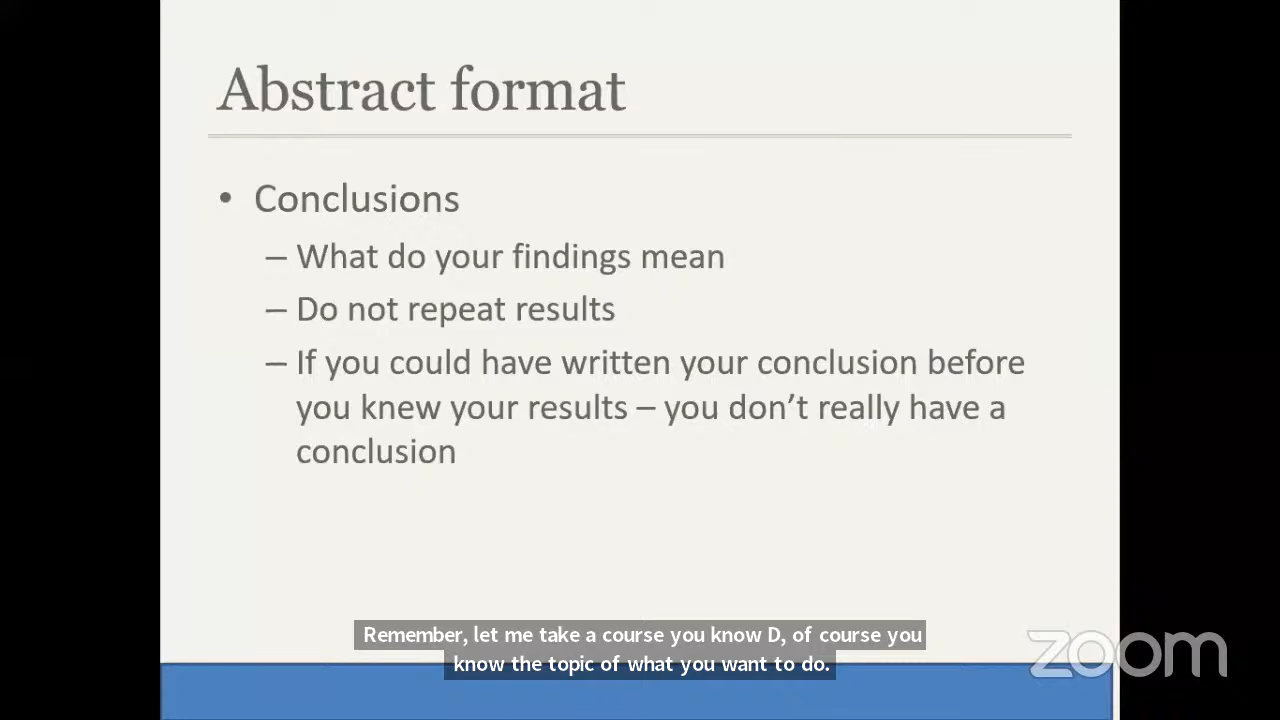 Abstract format
• Conclusions
– What do your findings mean
– Do not repeat results
– If you could have written your conclusion before
you knew your results – you don’t really have a
conclusion
Remember, let me take a course you know D, of course you
know the topic of what you want to do.
zoom